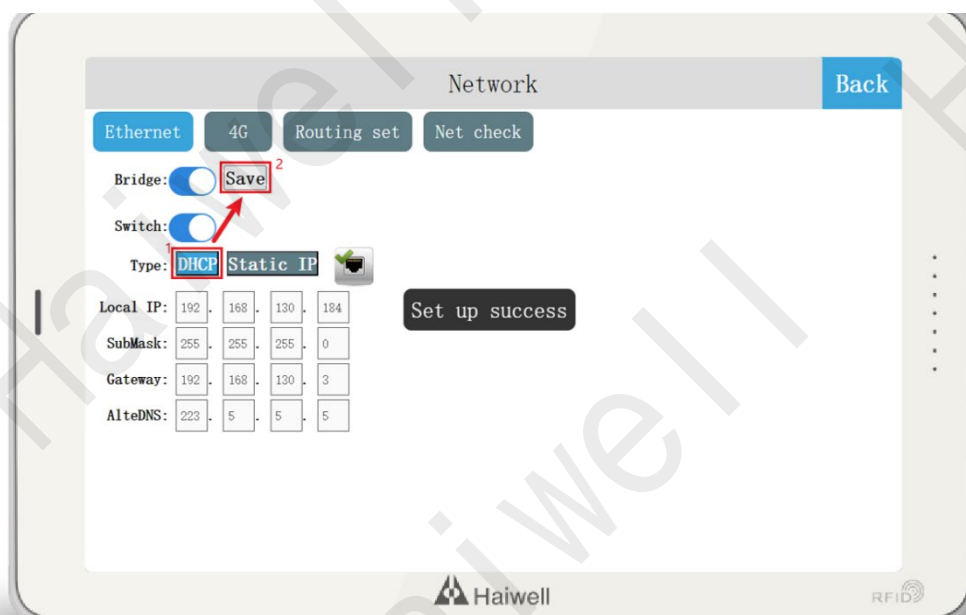 Network
Back
Ethernet 4G Routing set Net check
Bridge: Save 2
Switch:
1
Type: DHCP Static IP
Local IP: 192 . 168 . 130 . 184
Set up success
SubMask: 255 . 255 . 255 . 0
Gateway: 192 . 168 . 130 . 3
AlteDNS: 223 . 5 . 5 . 5
Haiwell
RFID
Haiwell
Haiwell